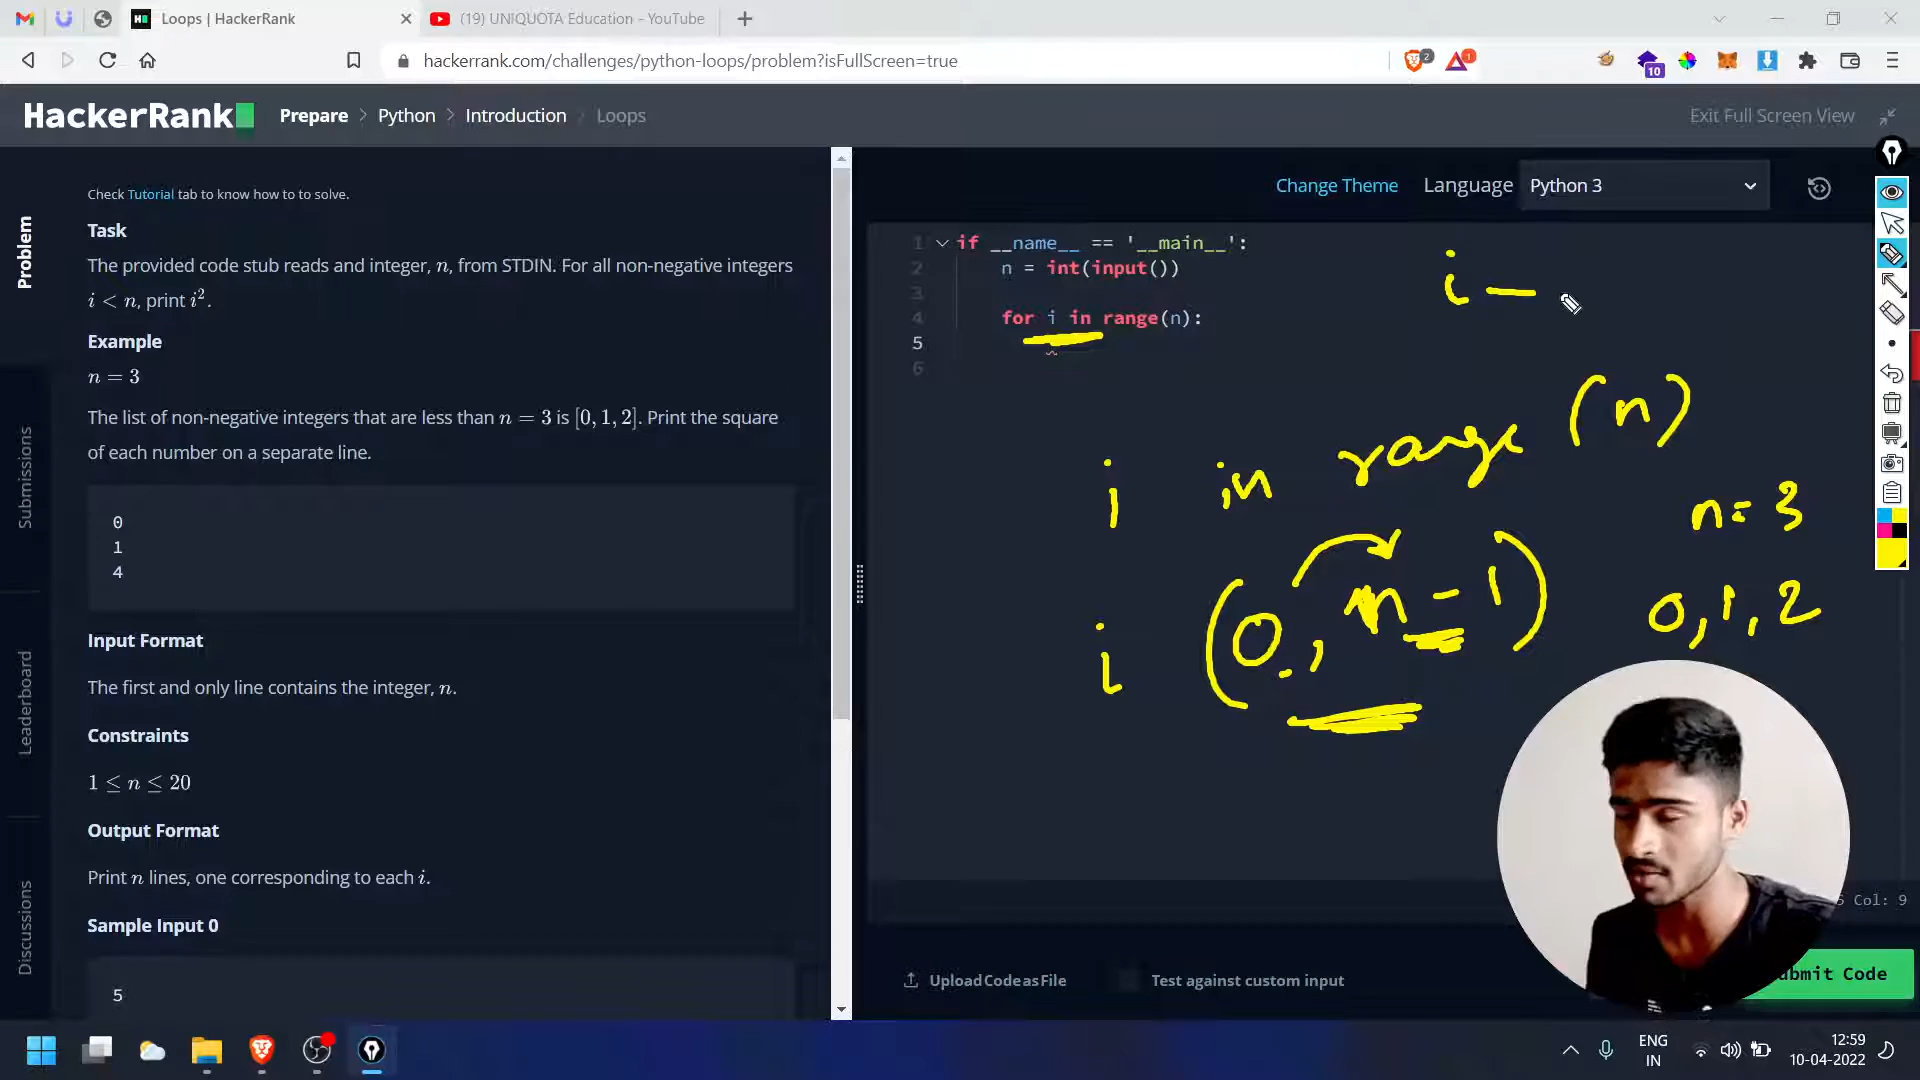 Loops | HackerRank
(19) UNIQUOTA Education - YouTube
hackerrank.com/challenges/python-loops/problem?isFullScreen=true
2
1
10
HackerRank
Prepare > Python > Introduction > Loops
Exit Full Screen View
Problem
Submissions
Leaderboard
Discussions
Check Tutorial tab to know how to to solve.
Task
The provided code stub reads and integer, n, from STDIN. For all non-negative integers
i < n, print i².
Example
n = 3
The list of non-negative integers that are less than n = 3 is [0, 1, 2]. Print the square
of each number on a separate line.
0
1
4
Input Format
The first and only line contains the integer, n.
Constraints
1 ≤ n ≤ 20
Output Format
Print n lines, one corresponding to each i.
Sample Input 0
5
Change Theme
Language
Python 3
1 if __name__ == '__main__':
2 n = int(input())
3
4 for i in range(n):
5
6
i —
i in range (n)
n = 3
i (0, n - 1)
0, 1, 2
Col: 9
Upload Code as File
Test against custom input
ubmit Code
ENG
IN
12:59
10-04-2022